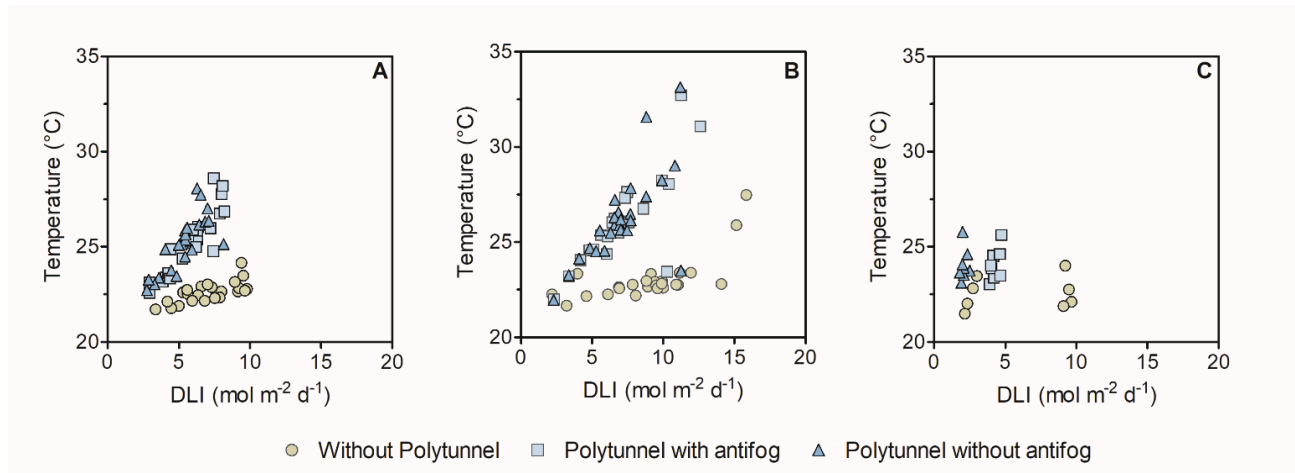 A
35
30
25
20
Temperature (°C)
0 5 10 15 20
DLI (mol m-2 d-1)
B
35
30
25
20
Temperature (°C)
0 5 10 15 20
DLI (mol m-2 d-1)
C
35
30
25
20
Temperature (°C)
0 5 10 15 20
DLI (mol m-2 d-1)
Without Polytunnel Polytunnel with antifog Polytunnel without antifog